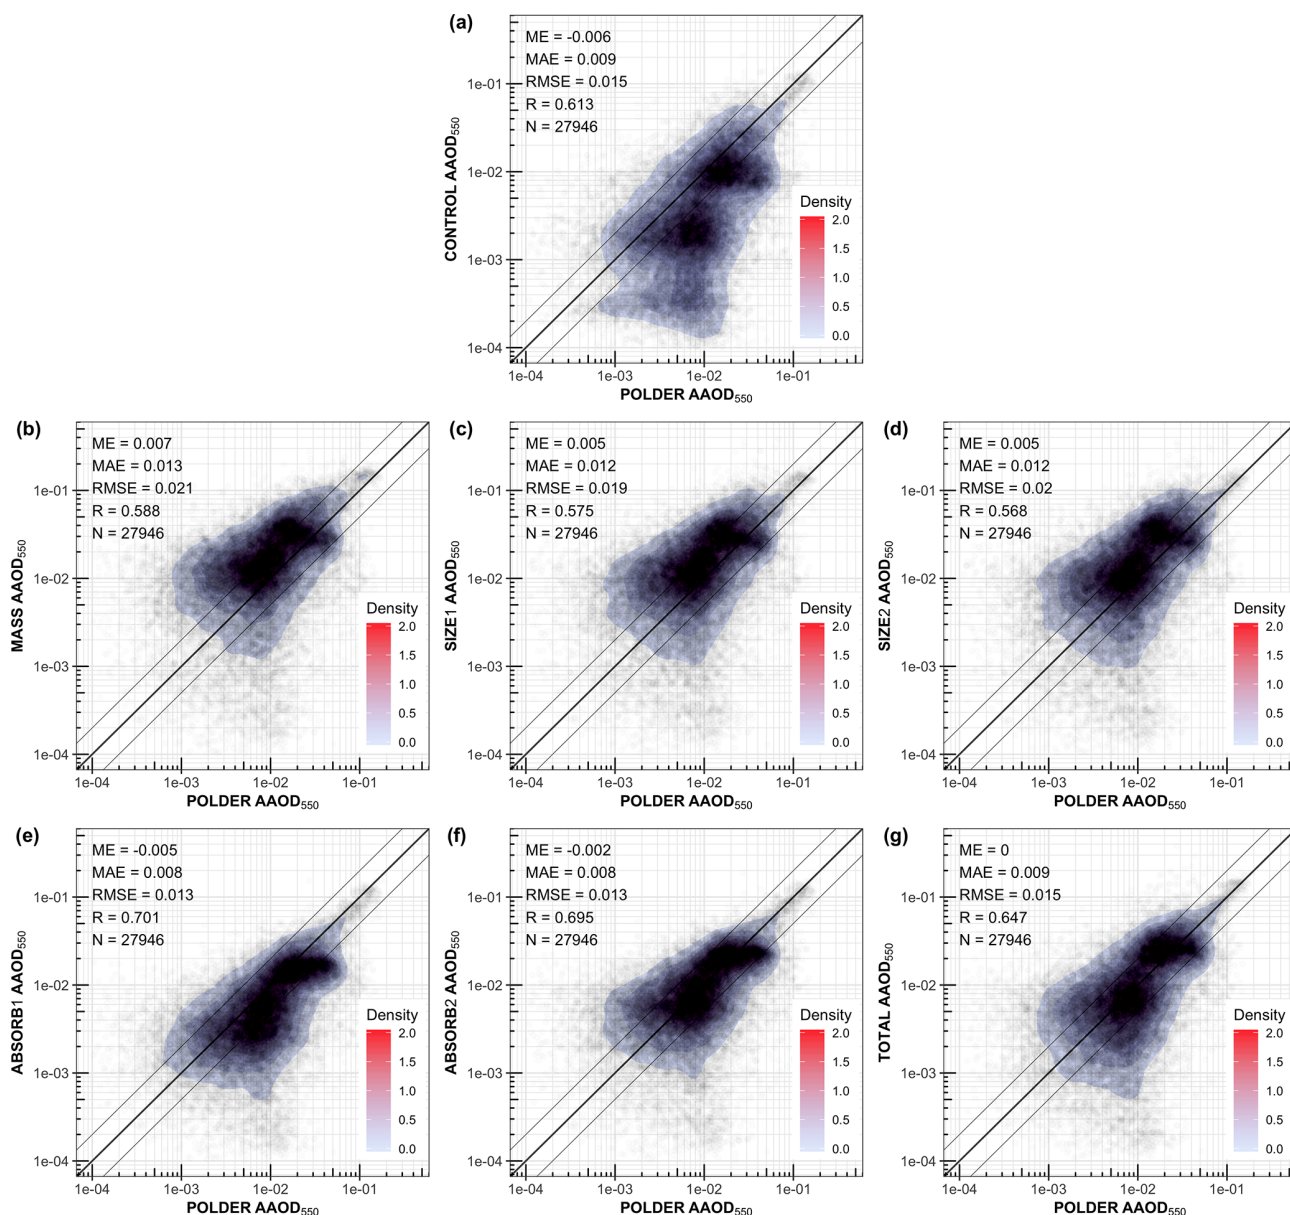 (a)
ME = -0.006
MAE = 0.009
RMSE = 0.015
R = 0.613
N = 27946
CONTROL AAOD550
1e-01
1e-02
1e-03
1e-04
Density
2.0
1.5
1.0
0.5
0.0
1e-04 1e-03 1e-02 1e-01
POLDER AAOD550
(b)
ME = 0.007
MAE = 0.013
RMSE = 0.021
R = 0.588
N = 27946
MASS AAOD550
1e-01
1e-02
1e-03
1e-04
Density
2.0
1.5
1.0
0.5
0.0
1e-04 1e-03 1e-02 1e-01
POLDER AAOD550
(c)
ME = 0.005
MAE = 0.012
RMSE = 0.019
R = 0.575
N = 27946
SIZE1 AAOD550
1e-01
1e-02
1e-03
1e-04
Density
2.0
1.5
1.0
0.5
0.0
1e-04 1e-03 1e-02 1e-01
POLDER AAOD550
(d)
ME = 0.005
MAE = 0.012
RMSE = 0.02
R = 0.568
N = 27946
SIZE2 AAOD550
1e-01
1e-02
1e-03
1e-04
Density
2.0
1.5
1.0
0.5
0.0
1e-04 1e-03 1e-02 1e-01
POLDER AAOD550
(e)
ME = -0.005
MAE = 0.008
RMSE = 0.013
R = 0.701
N = 27946
ABSORB1 AAOD550
1e-01
1e-02
1e-03
1e-04
Density
2.0
1.5
1.0
0.5
0.0
1e-04 1e-03 1e-02 1e-01
POLDER AAOD550
(f)
ME = -0.002
MAE = 0.008
RMSE = 0.013
R = 0.695
N = 27946
ABSORB2 AAOD550
1e-01
1e-02
1e-03
1e-04
Density
2.0
1.5
1.0
0.5
0.0
1e-04 1e-03 1e-02 1e-01
POLDER AAOD550
(g)
ME = 0
MAE = 0.009
RMSE = 0.015
R = 0.647
N = 27946
TOTAL AAOD550
1e-01
1e-02
1e-03
1e-04
Density
2.0
1.5
1.0
0.5
0.0
1e-04 1e-03 1e-02 1e-01
POLDER AAOD550